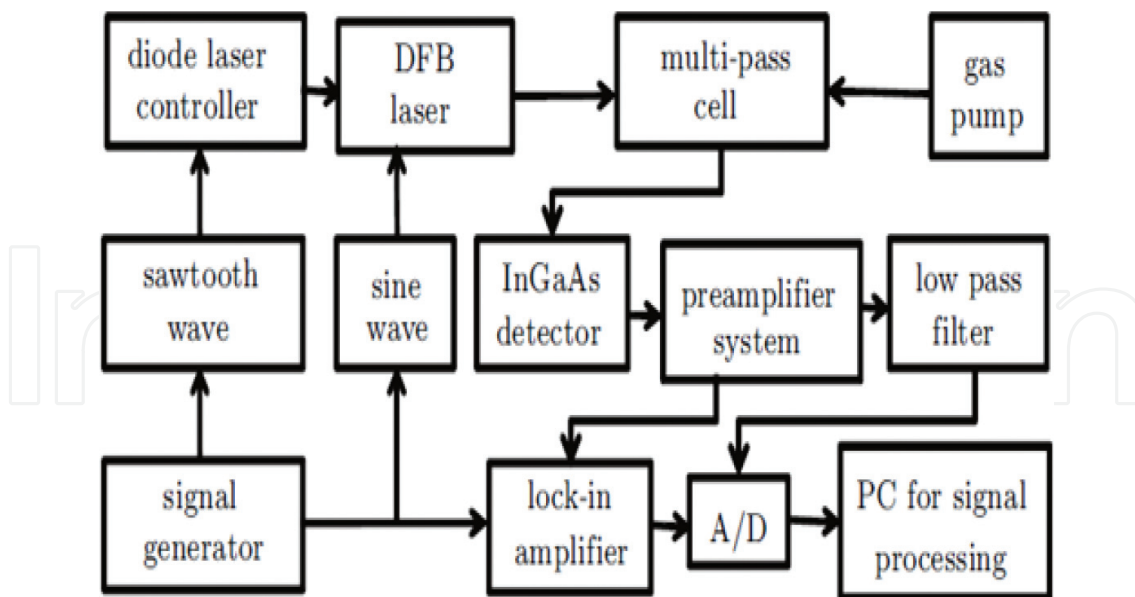 diode laser
controller
DFB
laser
multi-pass
cell
gas
pump
sawtooth
wave
sine
wave
InGaAs
detector
preamplifier
system
low pass
filter
signal
generator
lock-in
amplifier
A/D
PC for signal
processing